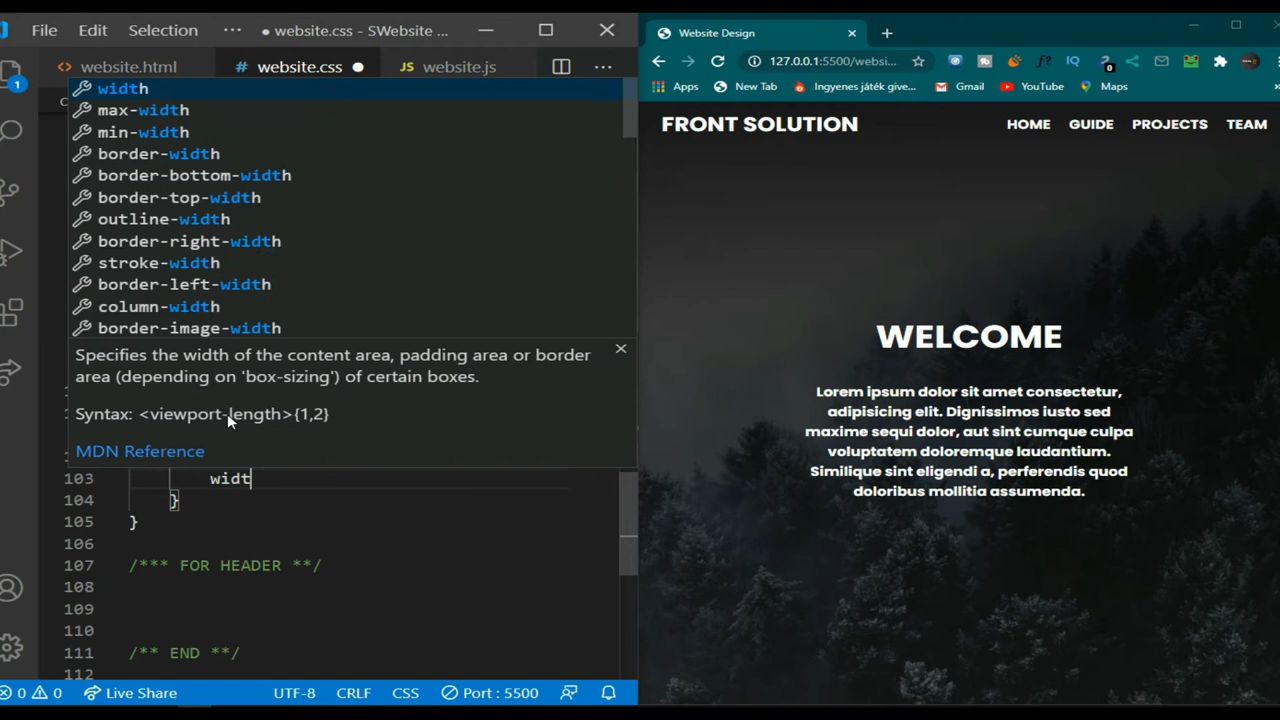 File Edit Selection ··· ● website.css - SWebsite ...
<> website.html # website.css ● JS website.js ···
width
max-width
min-width
border-width
border-bottom-width
border-top-width
outline-width
border-right-width
stroke-width
border-left-width
column-width
border-image-width
Specifies the width of the content area, padding area or border
area (depending on 'box-sizing') of certain boxes.
Syntax: <viewport-length>{1,2}
MDN Reference
103 widt
104 }
105 }
106
107 /*** FOR HEADER **/
108
109
110
111 /** END **/
112
1
0 0 Live Share UTF-8 CRLF CSS Port : 5500
Website Design
127.0.0.1:5500/websi...
f? IQ 0
Apps New Tab Ingyenes játék give... Gmail YouTube Maps
FRONT SOLUTION HOME GUIDE PROJECTS TEAM
WELCOME
Lorem ipsum dolor sit amet consectetur,
adipisicing elit. Dignissimos iusto sed
maxime sequi dolor, aut sint cumque culpa
voluptatem doloremque laudantium.
Similique sint eligendi a, perferendis quod
doloribus mollitia assumenda.